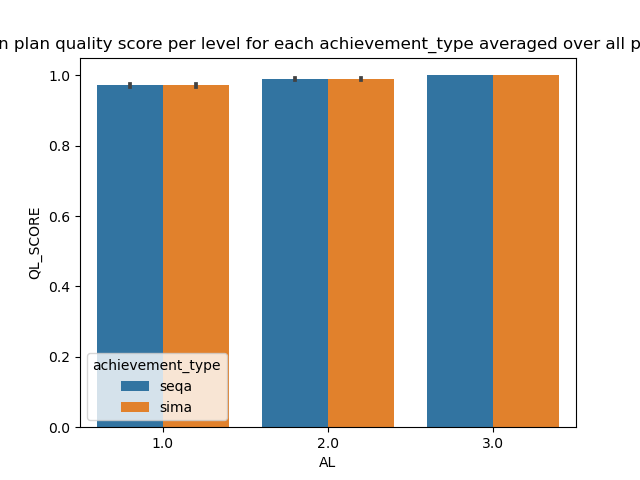 n plan quality score per level for each achievement_type averaged over all p
1.0
0.8
0.6
0.4
0.2
0.0
QL_SCORE
achievement_type
seqa
sima
1.0 2.0 3.0
AL